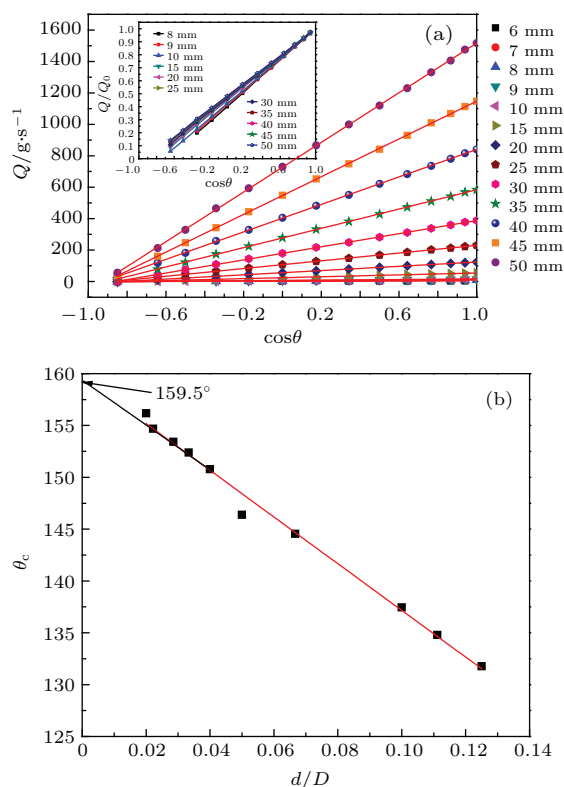 (a)
Q/g·s⁻¹
1600
1400
1200
1000
800
600
400
200
0
-1.0 -0.6 -0.2 0.2 0.6 1.0
cosθ
Q/Q₀
1.0
0.9
0.8
0.7
0.6
0.5
0.4
0.3
0.2
0.1
0
-1.0 -0.6 -0.2 0.2 0.6 1.0
cosθ
8 mm
9 mm
10 mm
15 mm
20 mm
25 mm
30 mm
35 mm
40 mm
45 mm
50 mm
6 mm
7 mm
8 mm
9 mm
10 mm
15 mm
20 mm
25 mm
30 mm
35 mm
40 mm
45 mm
50 mm
(b)
159.5°
θc
160
155
150
145
140
135
130
125
0 0.02 0.04 0.06 0.08 0.10 0.12 0.14
d/D